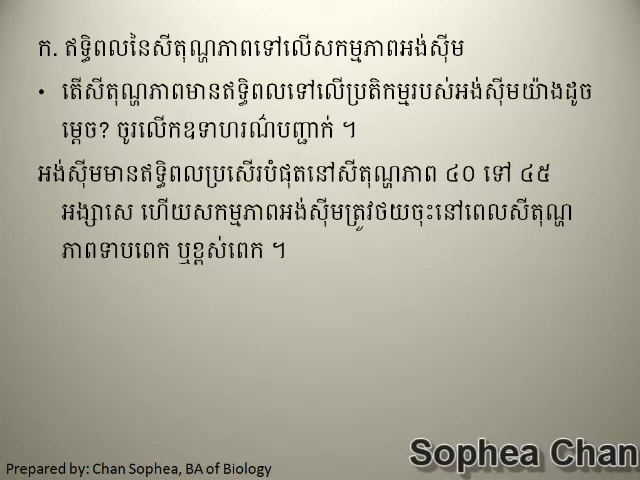 ក. ឥទ្ធិពលនៃសីតុណ្ហភាពទៅលើសកម្មភាពអង់ស៊ីម
• តើសីតុណ្ហភាពមានឥទ្ធិពលទៅលើប្រតិកម្មរបស់អង់ស៊ីមយ៉ាងដូច
ម្តេច? ចូរលើកឧទាហរណ៍បញ្ជាក់ ។
អង់ស៊ីមមានឥទ្ធិពលប្រសើរបំផុតនៅសីតុណ្ហភាព ៤០ ទៅ ៤៥
អង្សាសេ ហើយសកម្មភាពអង់ស៊ីមត្រូវថយចុះនៅពេលសីតុណ្ហ
ភាពទាបពេក ឬខ្ពស់ពេក ។
Sophea Chan
Prepared by: Chan Sophea, BA of Biology